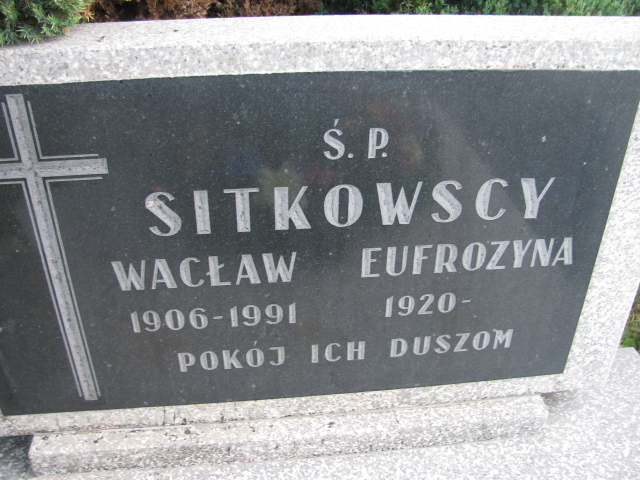 Ś. P.
SITKOWSCY
WACŁAW EUFROZYNA
1906-1991 1920-
POKÓJ ICH DUSZOM